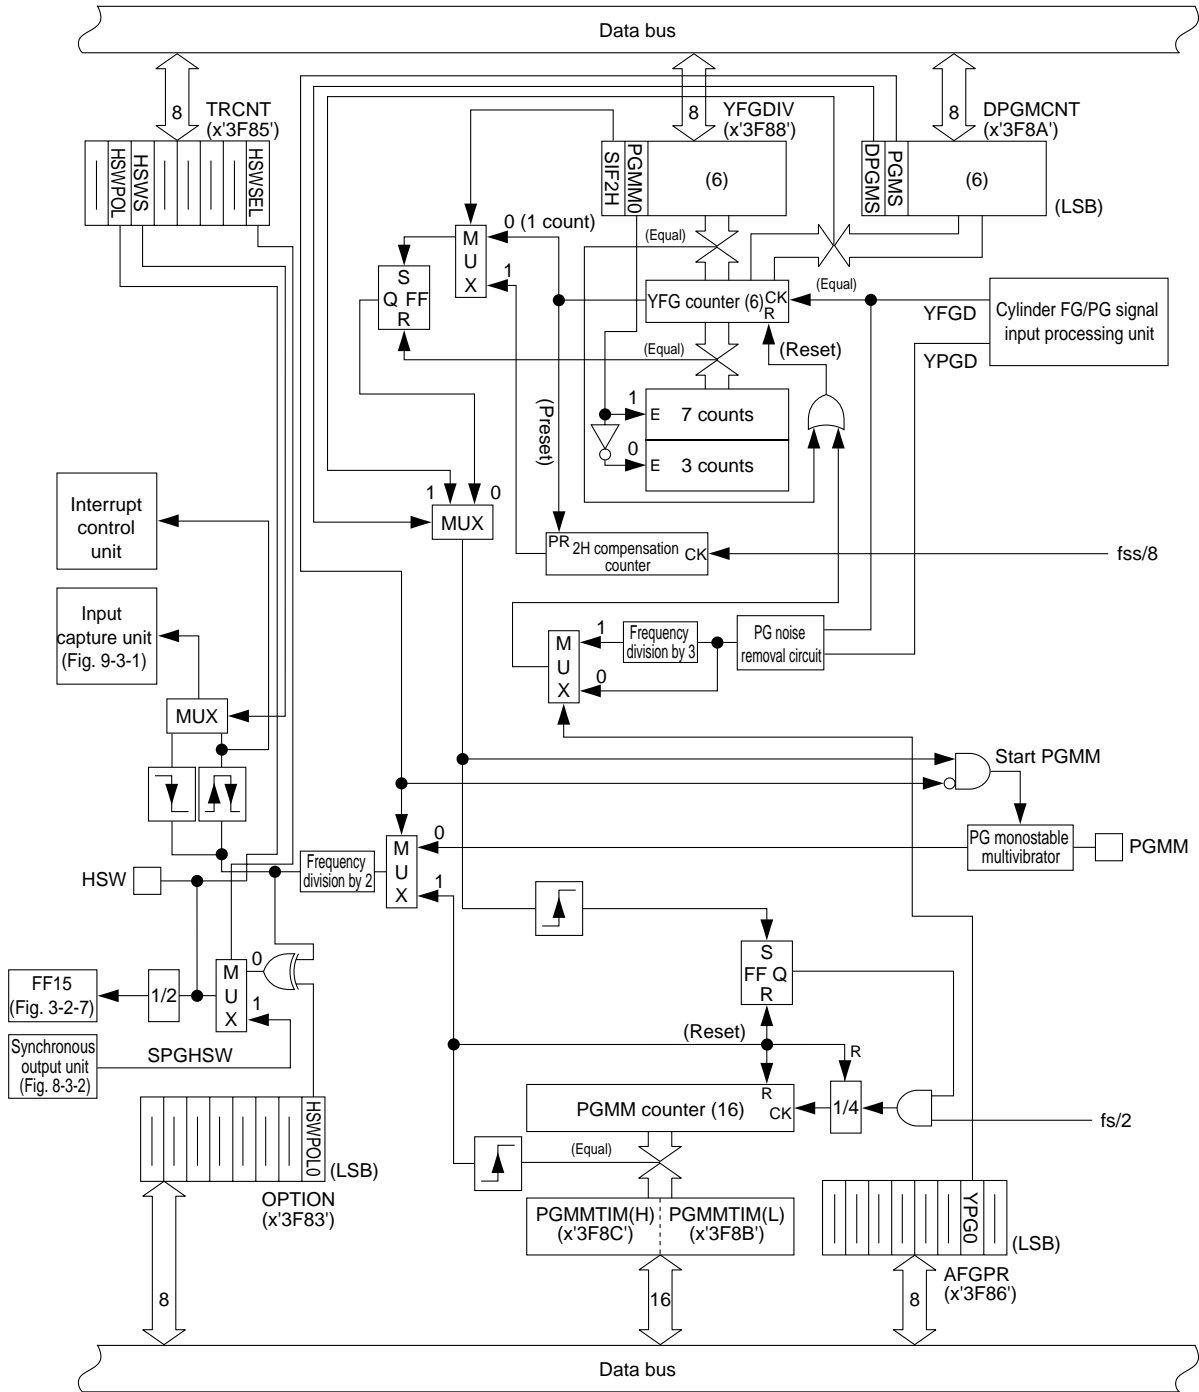 Data bus
8
TRCNT
(x'3F85')
8
YFGDIV
(x'3F88')
8
DPGMCNT
(x'3F8A')
HSWPOL
HSWS
HSWSEL
SIF2H
PGMM0
(6)
DPGMS
PGMS
(6)
(LSB)
0 (1 count)
M
U
X
1
(Equal)
S
Q FF
R
YFG counter (6)
CK
R
(Equal)
YFGD
YPGD
Cylinder FG/PG signal
input processing unit
(Equal)
(Reset)
(Preset)
1
E
7 counts
0
E
3 counts
1
0
MUX
Interrupt
control
unit
PR
2H compensation
counter
CK
fss/8
Input
capture unit
(Fig. 9-3-1)
M
U
X
1
0
Frequency
division by 3
PG noise
removal circuit
MUX
Start PGMM
PG monostable
multivibrator
PGMM
HSW
Frequency
division by 2
M
U
X
0
1
S
FF Q
R
FF15
(Fig. 3-2-7)
1/2
M
U
X
0
1
Synchronous
output unit
(Fig. 8-3-2)
SPGHSW
(Reset)
R
PGMM counter (16)
R
CK
1/4
fs/2
HSWPOL0
(LSB)
OPTION
(x'3F83')
(Equal)
PGMMTIM(H)
(x'3F8C')
PGMMTIM(L)
(x'3F8B')
YPG0
(LSB)
AFGPR
(x'3F86')
8
16
8
Data bus